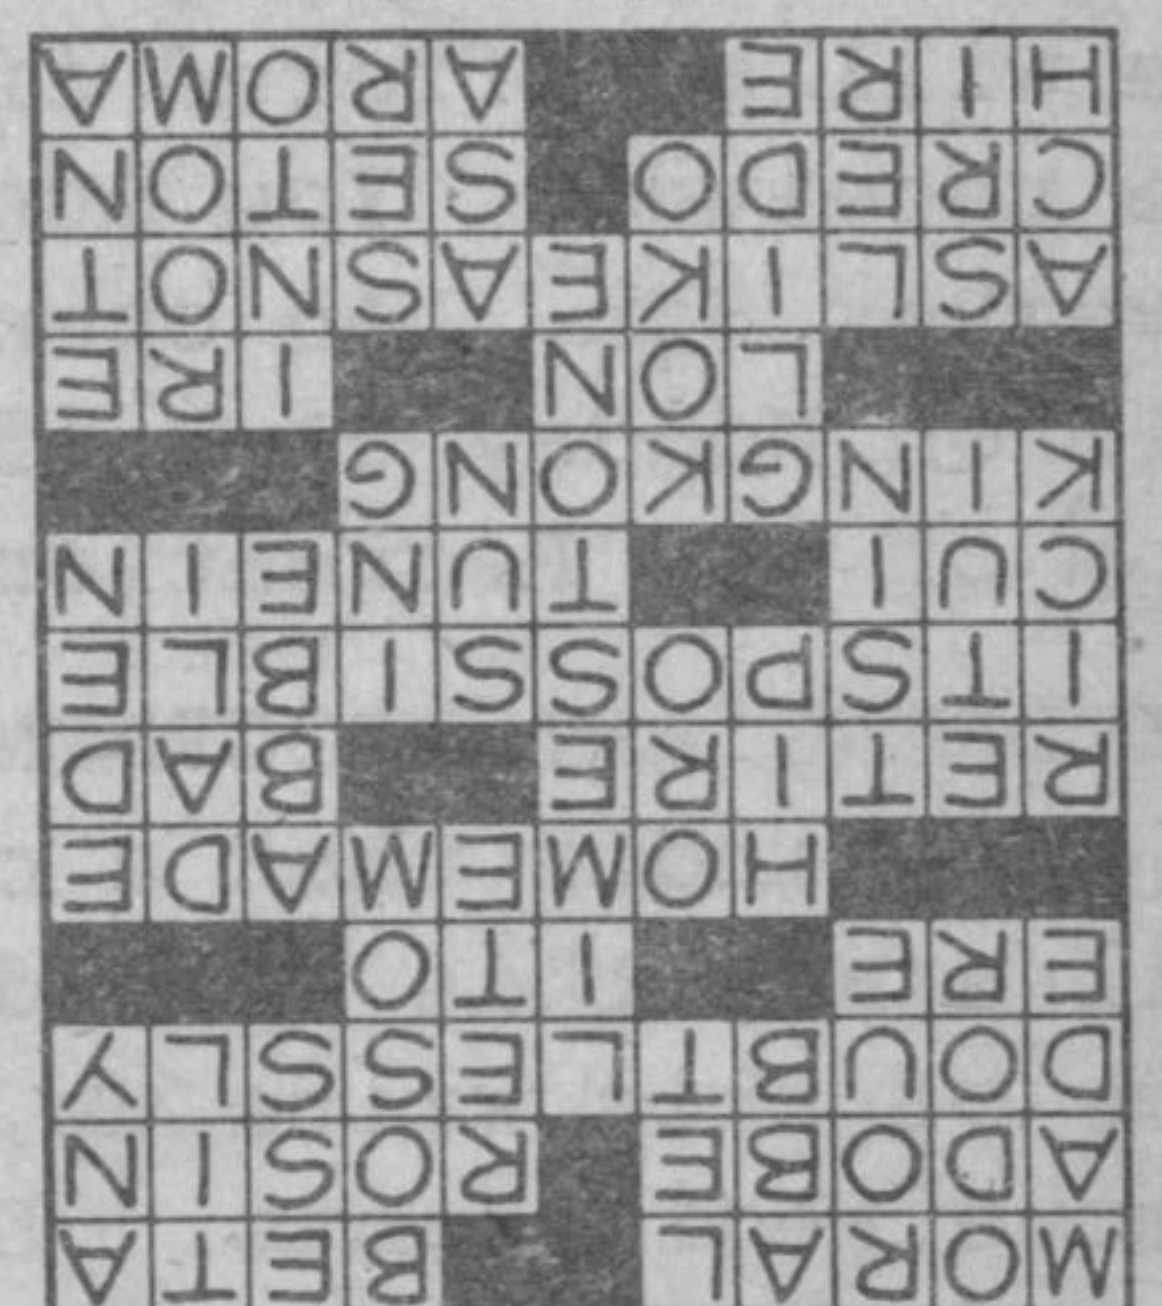 MORAL BETA
ADOBE ROSIN
DOUBTLESSLY
ERE ITO
HOMEMADE
RETIRE BAD
ITSPOSSIBLE
CUI TUNEIN
KINGKONG
LON IRE
ASLIKEASNOT
CREDO SETON
HIRE AROMA